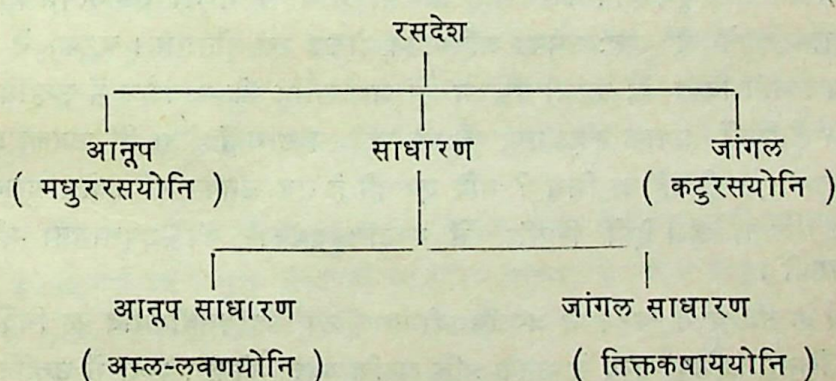 रसदेश
आनूप साधारण जांगल
( मधुररसयोनि ) ( कटुरसयोनि )
आनूप साधारण जांगल साधारण
( अम्ल-लवणयोनि ) ( तिक्तकषाययोनि )